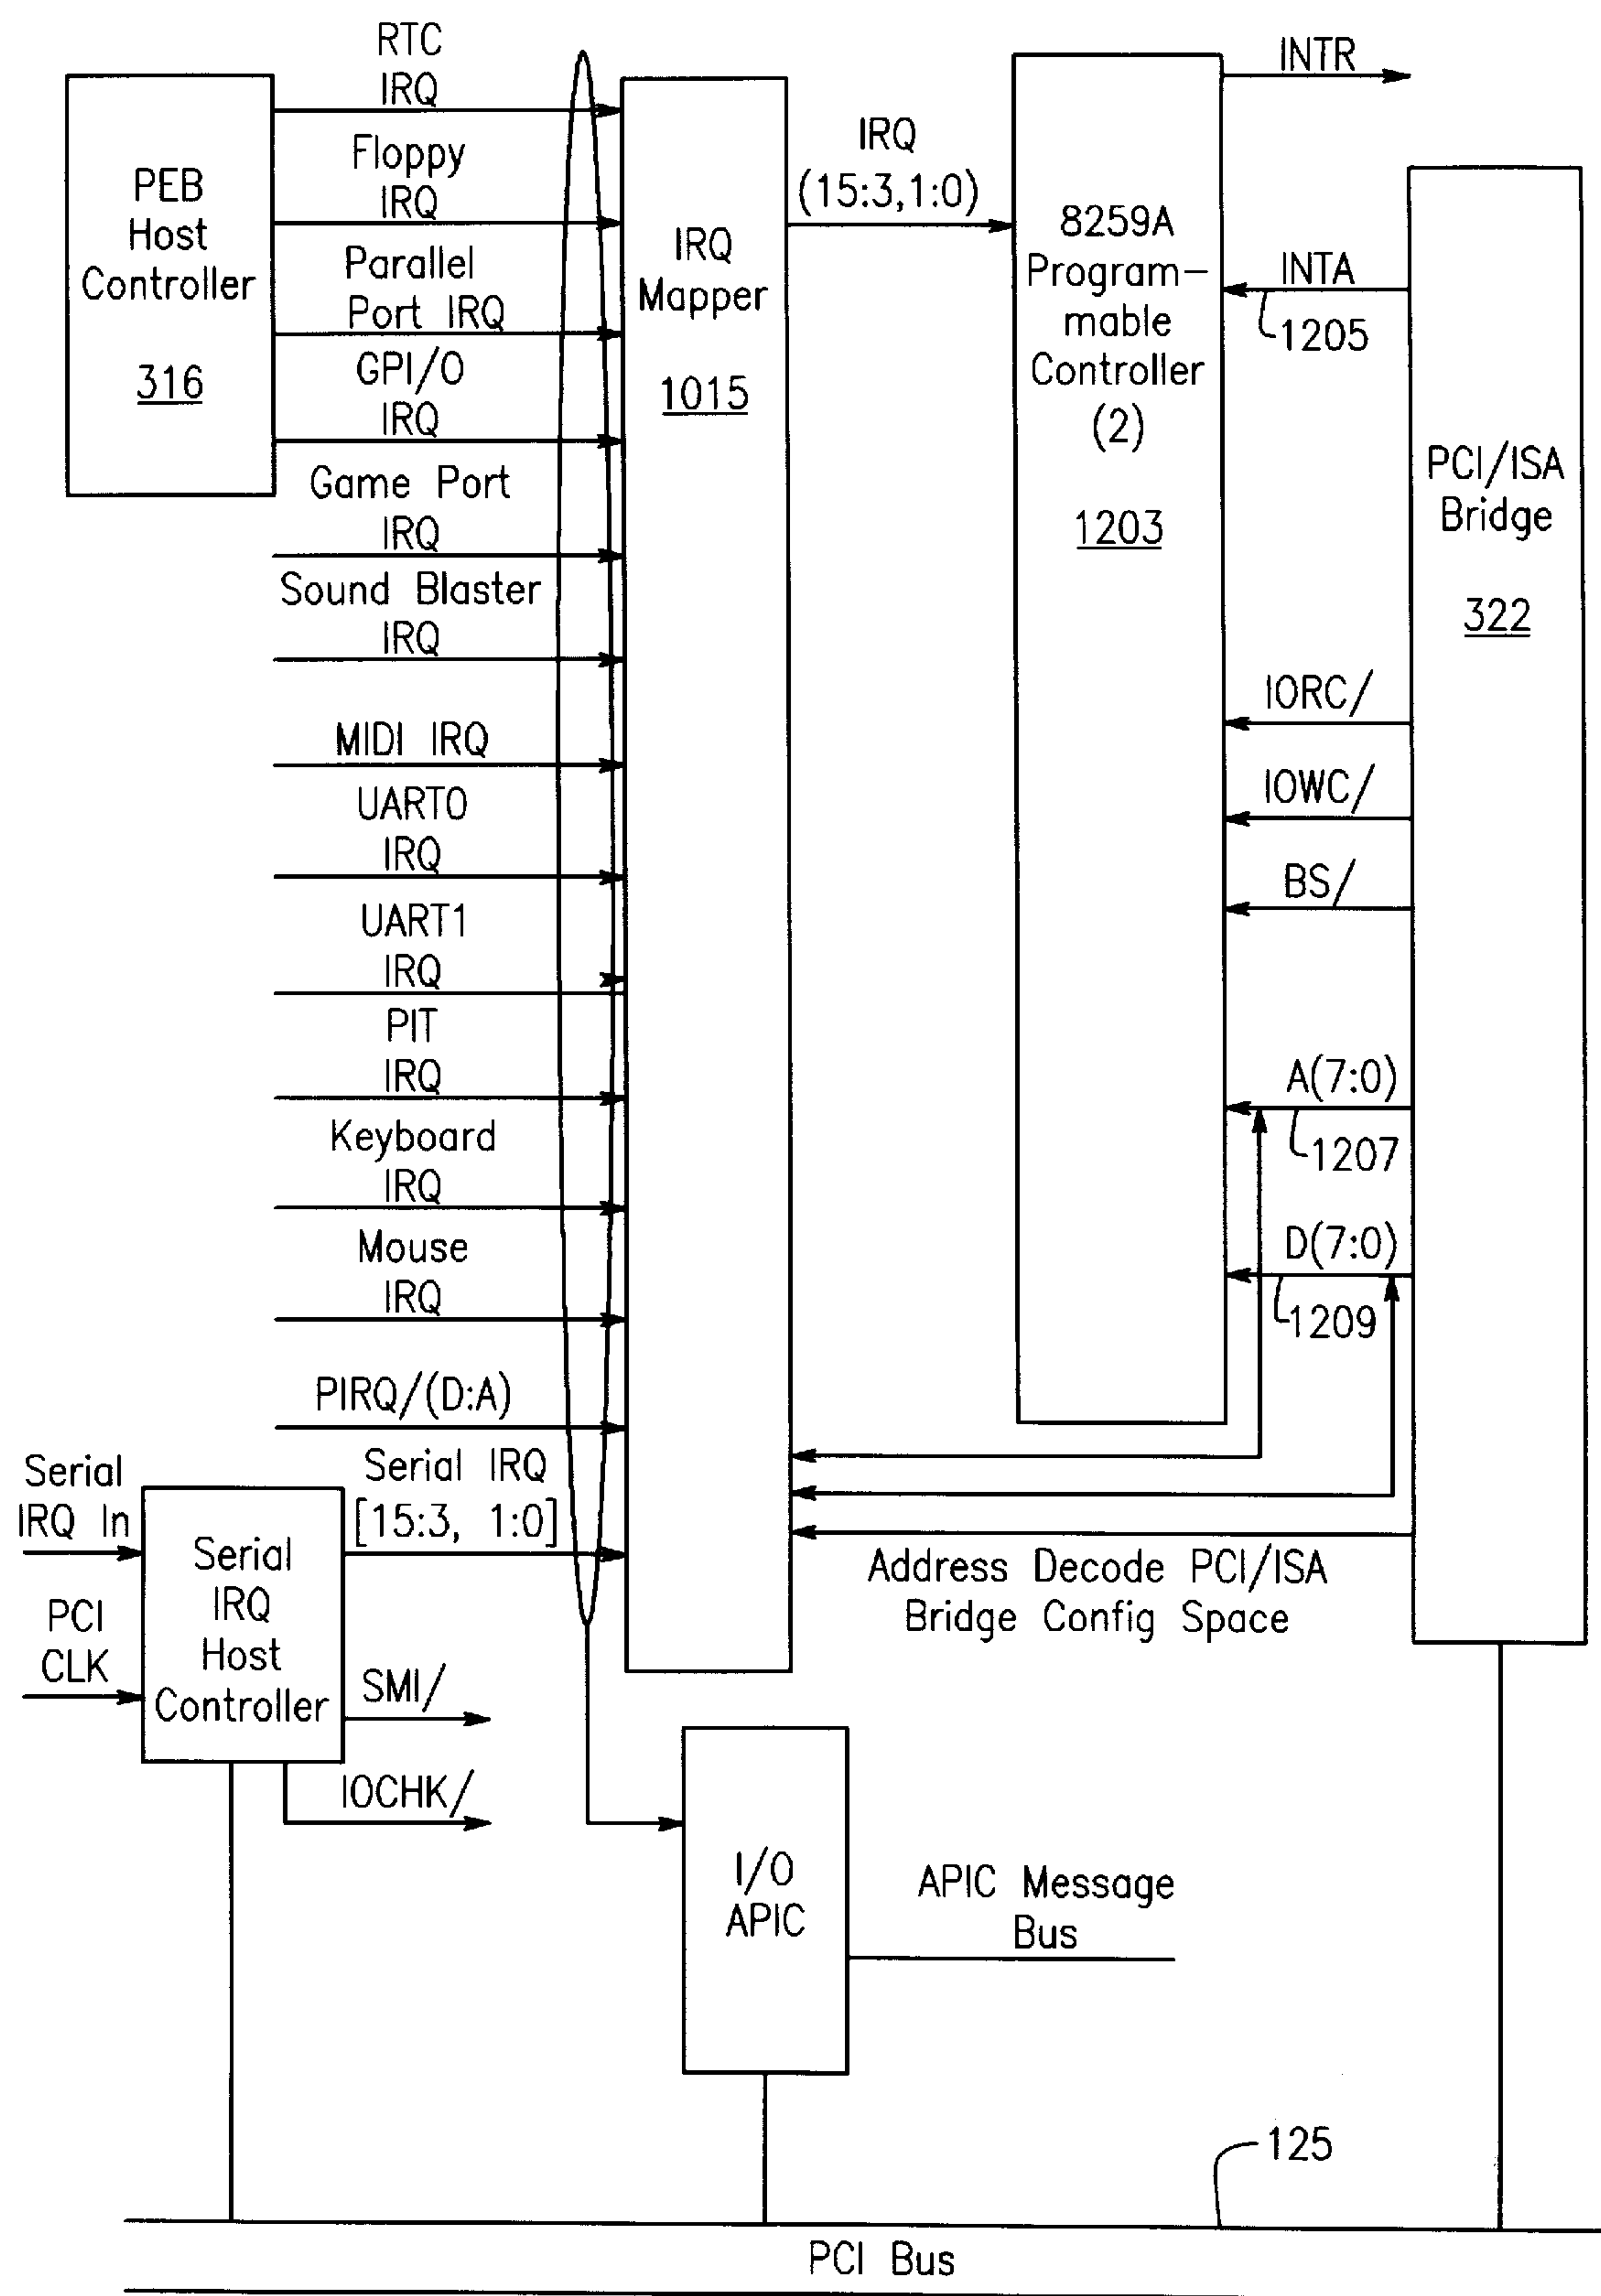 RTC
IRQ
Floppy
IRQ
Parallel
Port IRQ
GPI/O
IRQ
Game Port
IRQ
Sound Blaster
IRQ
MIDI IRQ
UART0
IRQ
UART1
IRQ
PIT
IRQ
Keyboard
IRQ
Mouse
IRQ
PIRQ/(D:A)
Serial IRQ
[15:3, 1:0]
PEB
Host
Controller
316
IRQ
Mapper
1015
IRQ
(15:3,1:0)
8259A
Program-
mable
Controller
(2)
1203
INTR
INTA
1205
IORC/
IOWC/
BS/
A(7:0)
1207
D(7:0)
1209
PCI/ISA
Bridge
322
Address Decode PCI/ISA
Bridge Config Space
Serial
IRQ In
PCI
CLK
Serial
IRQ
Host
Controller
SMI/
IOCHK/
I/O
APIC
APIC Message
Bus
125
PCI Bus